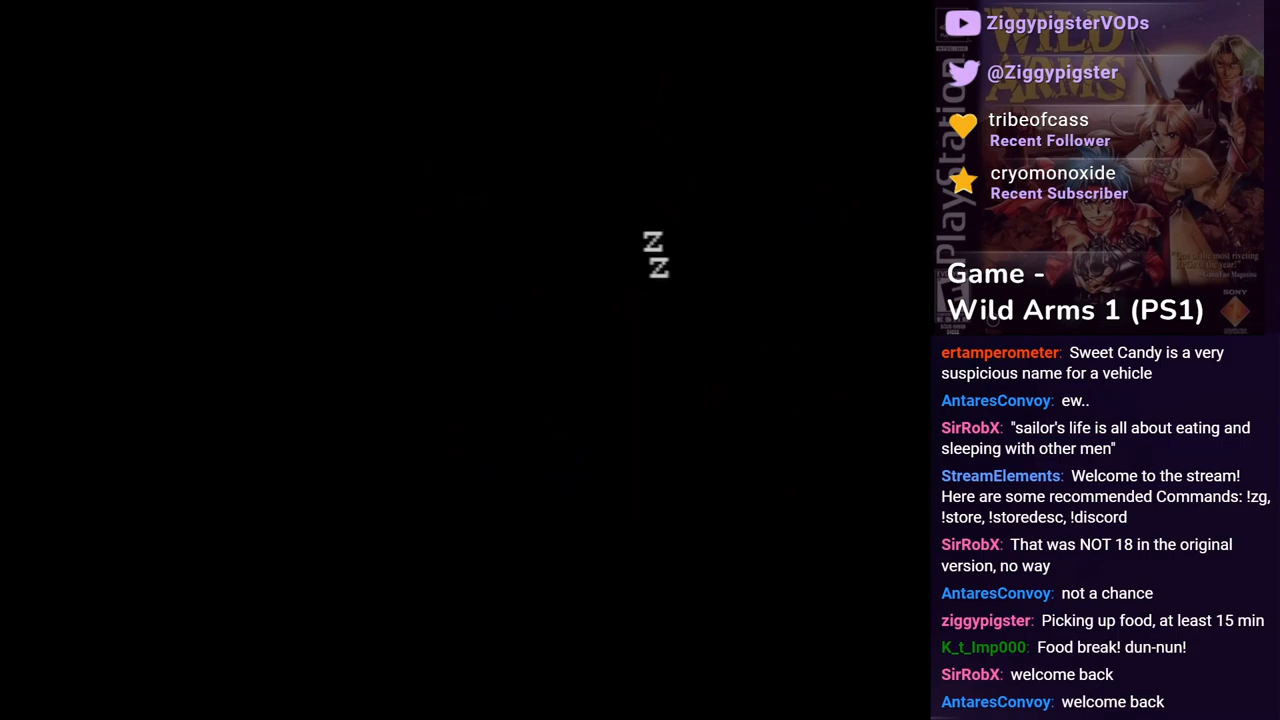 Z
Z
ZiggypigsterVODs
@Ziggypigster
tribeofcass
Recent Follower
cryomonoxide
Recent Subscriber
WILD
ARMS
PlayStation
Game -
Wild Arms 1 (PS1)
SONY
ertamperometer: Sweet Candy is a very
suspicious name for a vehicle
AntaresConvoy: ew..
SirRobX: "sailor's life is all about eating and
sleeping with other men"
StreamElements: Welcome to the stream!
Here are some recommended Commands: !zg,
!store, !storedesc, !discord
SirRobX: That was NOT 18 in the original
version, no way
AntaresConvoy: not a chance
ziggypigster: Picking up food, at least 15 min
K_t_Imp000: Food break! dun-nun!
SirRobX: welcome back
AntaresConvoy: welcome back